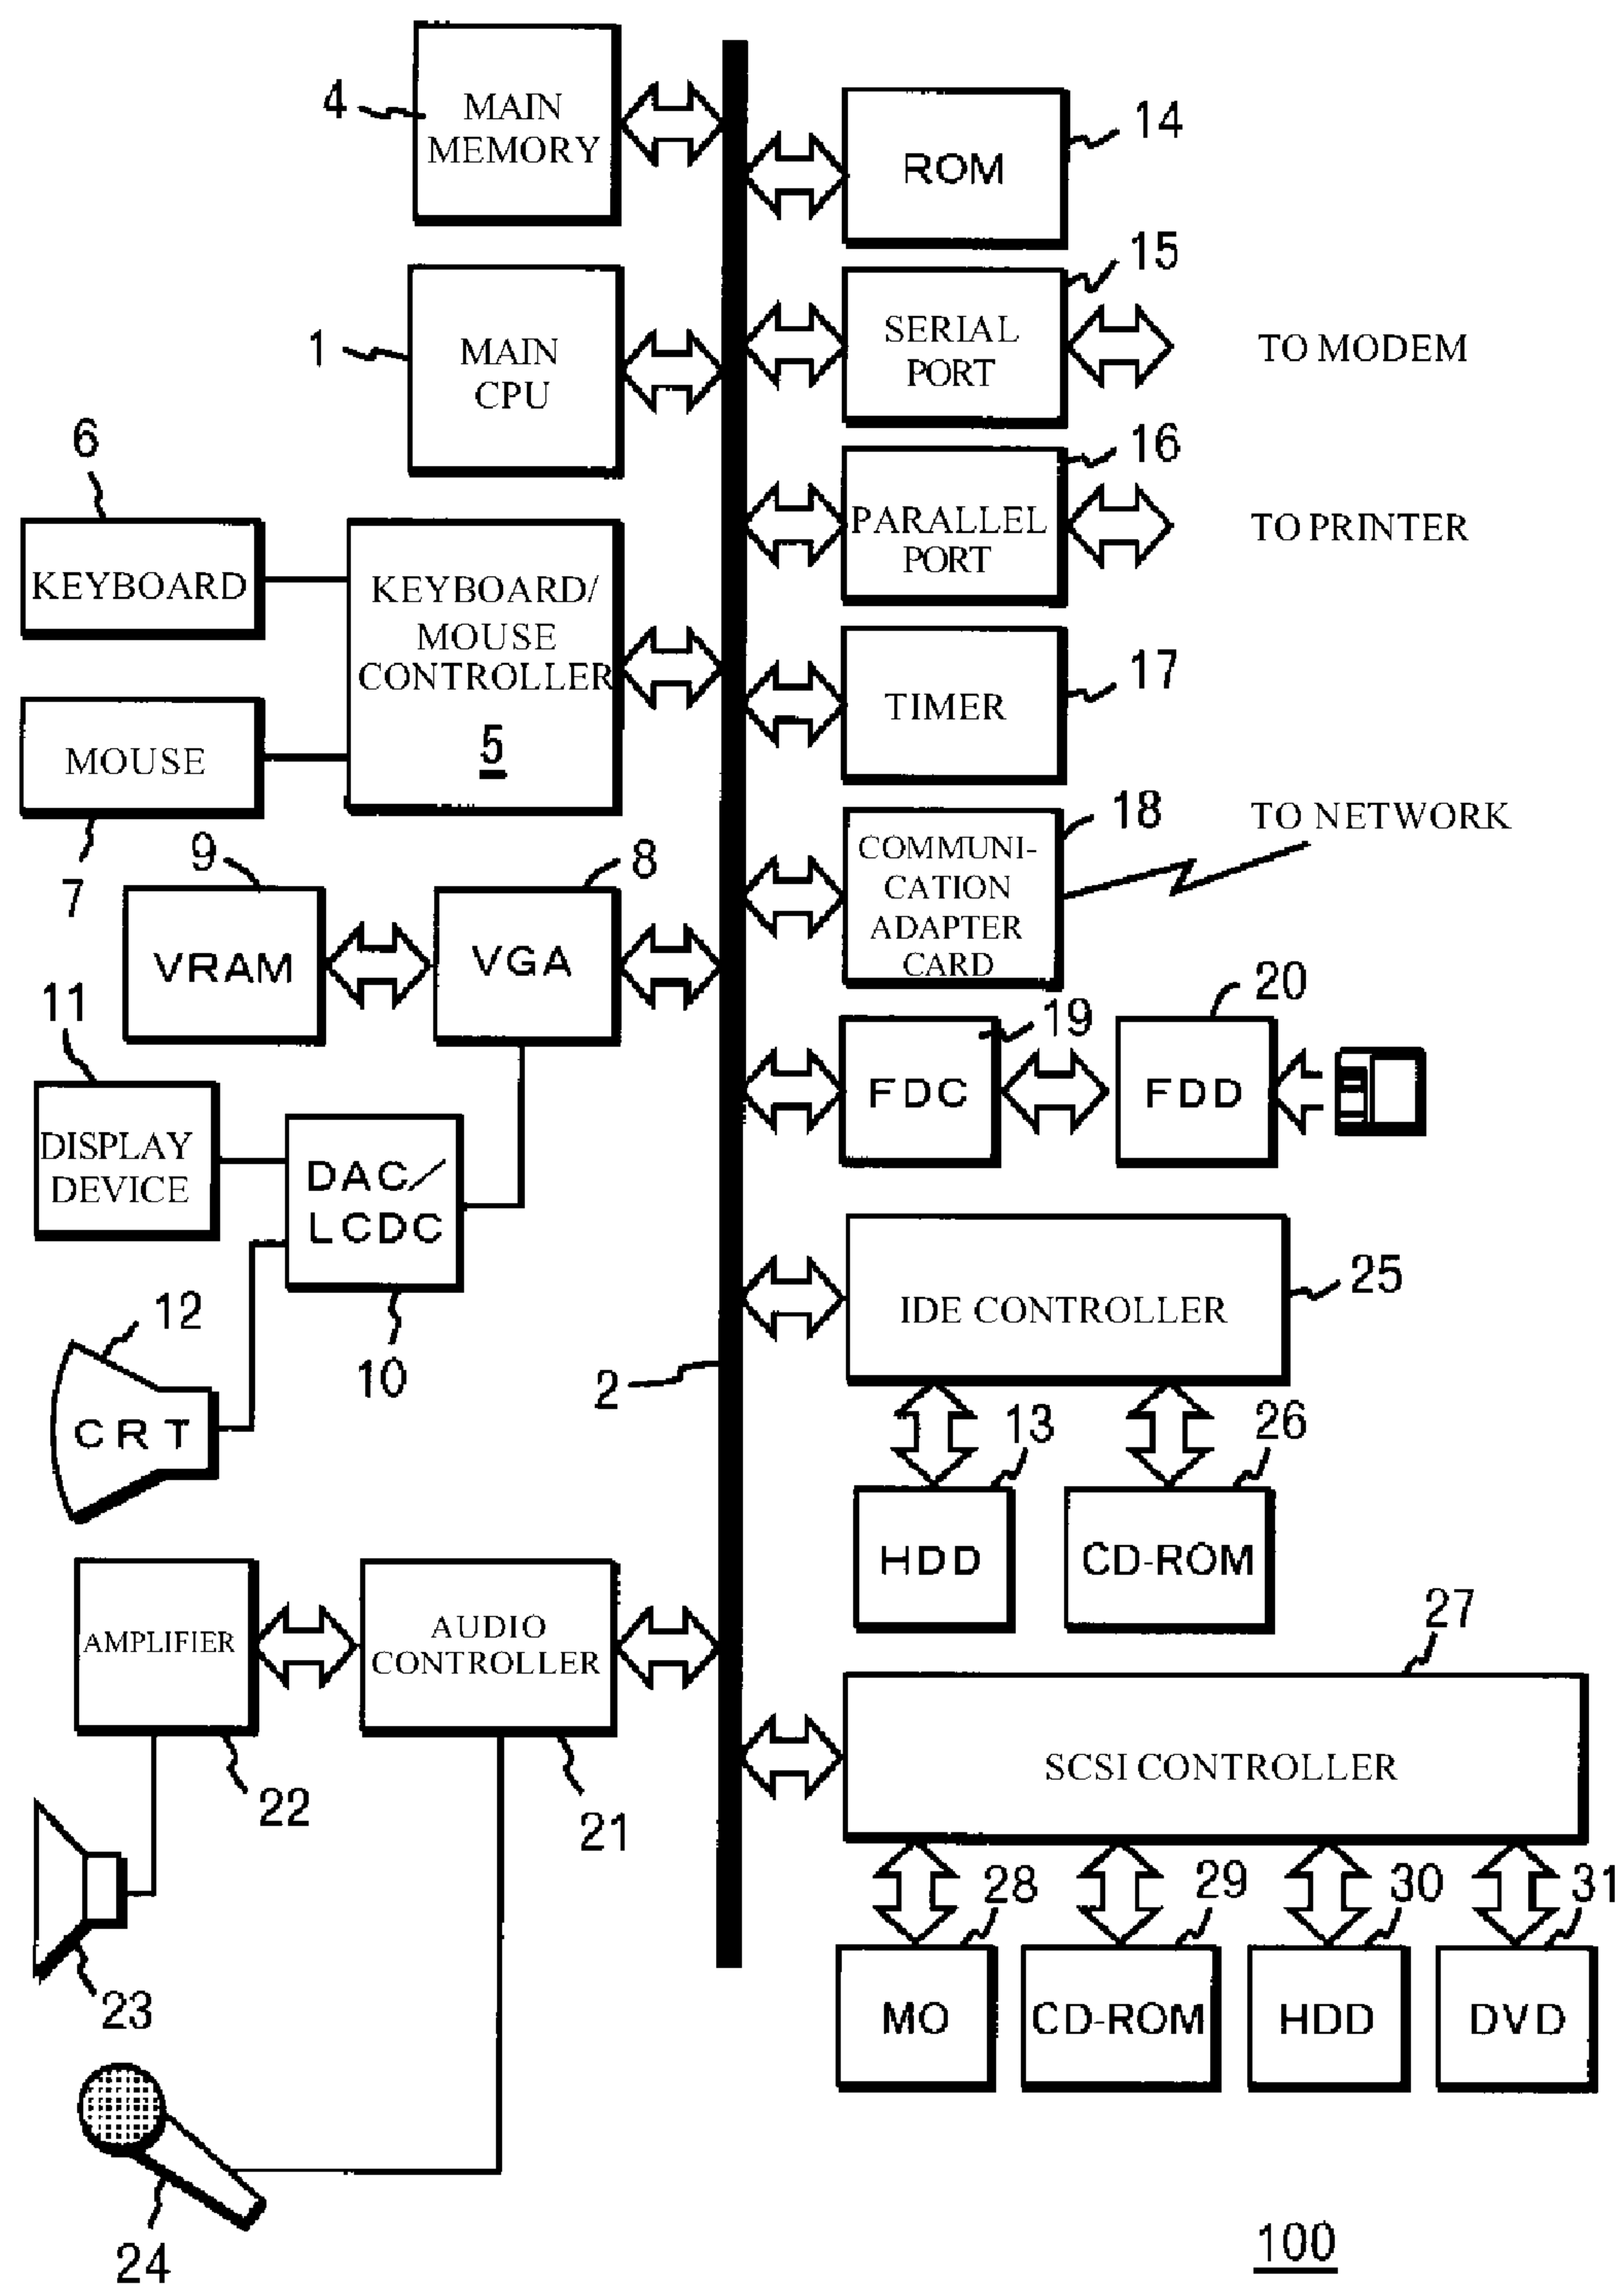 4
MAIN
MEMORY
14
ROM
15
SERIAL
PORT
TO MODEM
1
MAIN
CPU
16
PARALLEL
PORT
TO PRINTER
6
KEYBOARD
KEYBOARD/
MOUSE
CONTROLLER
5
MOUSE
7
17
TIMER
18
COMMUNI-
CATION
ADAPTER
CARD
TO NETWORK
9
VRAM
8
VGA
19
FDC
20
FDD
11
DISPLAY
DEVICE
DAC/
LCDC
10
12
CRT
2
25
IDE CONTROLLER
13
HDD
26
CD-ROM
AMPLIFIER
22
AUDIO
CONTROLLER
21
27
SCSI CONTROLLER
23
28
MO
29
CD-ROM
30
HDD
31
DVD
24
100